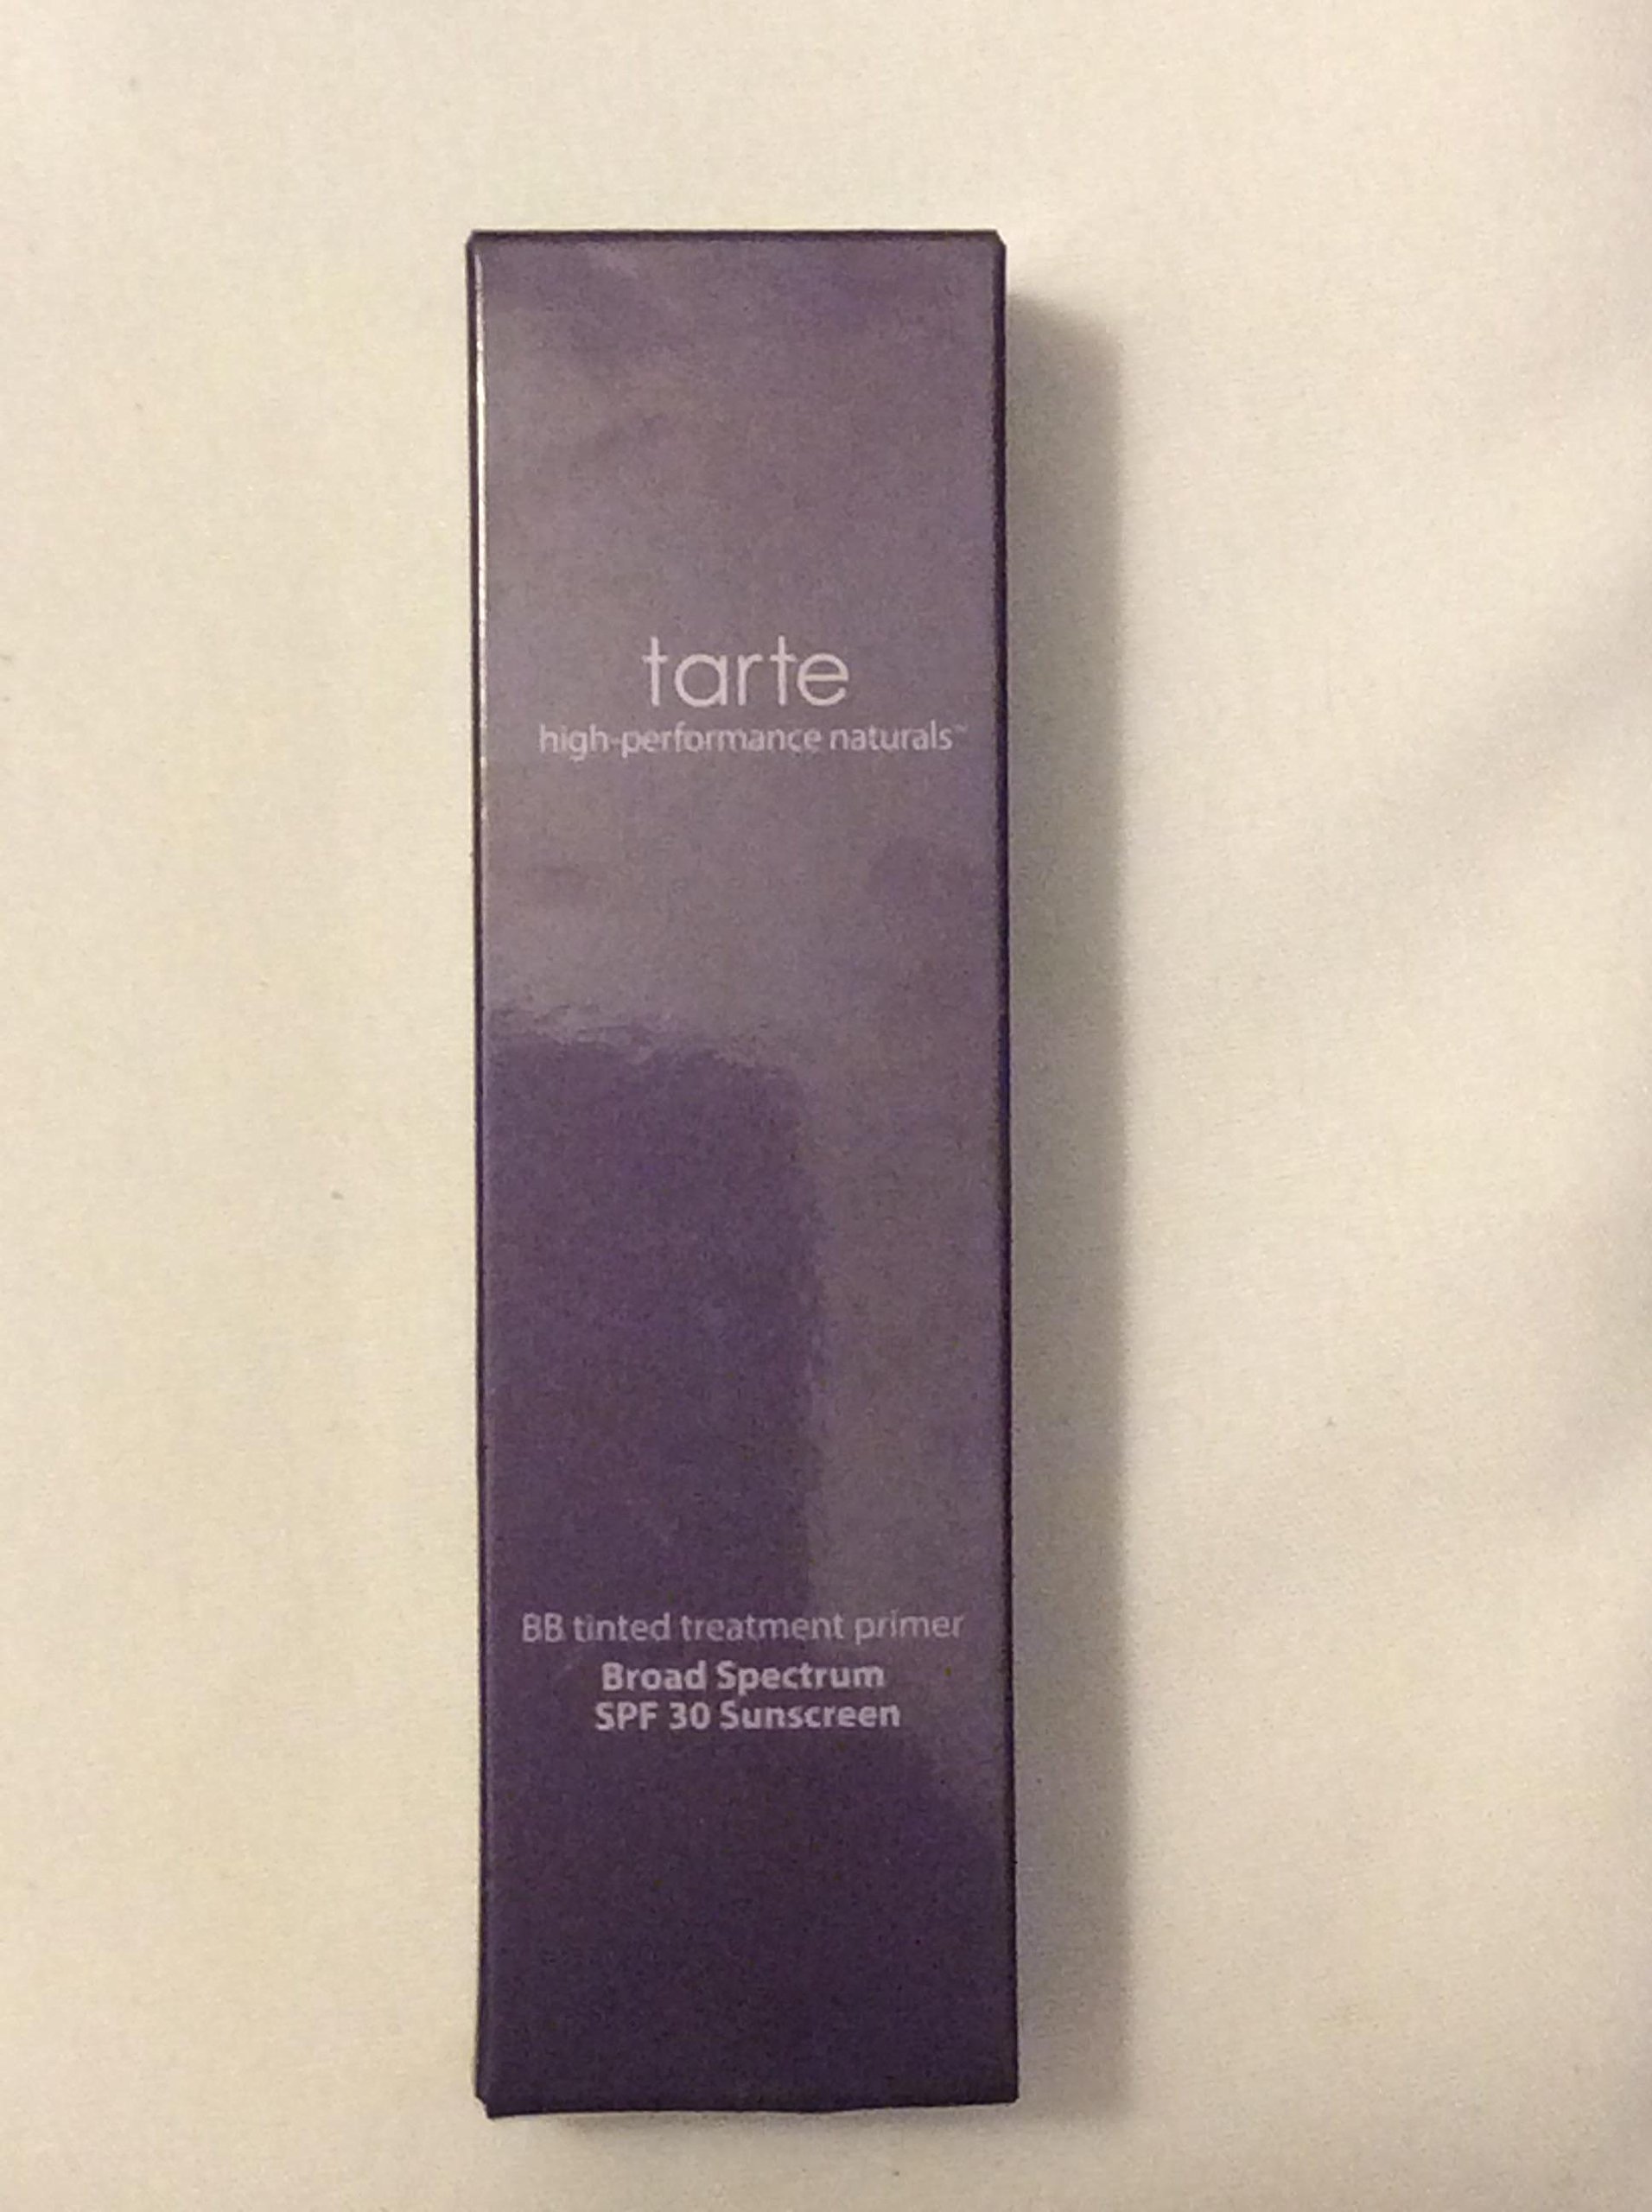 tarte
high-performance naturals™
BB tinted treatment primer
Broad Spectrum
SPF 30 Sunscreen